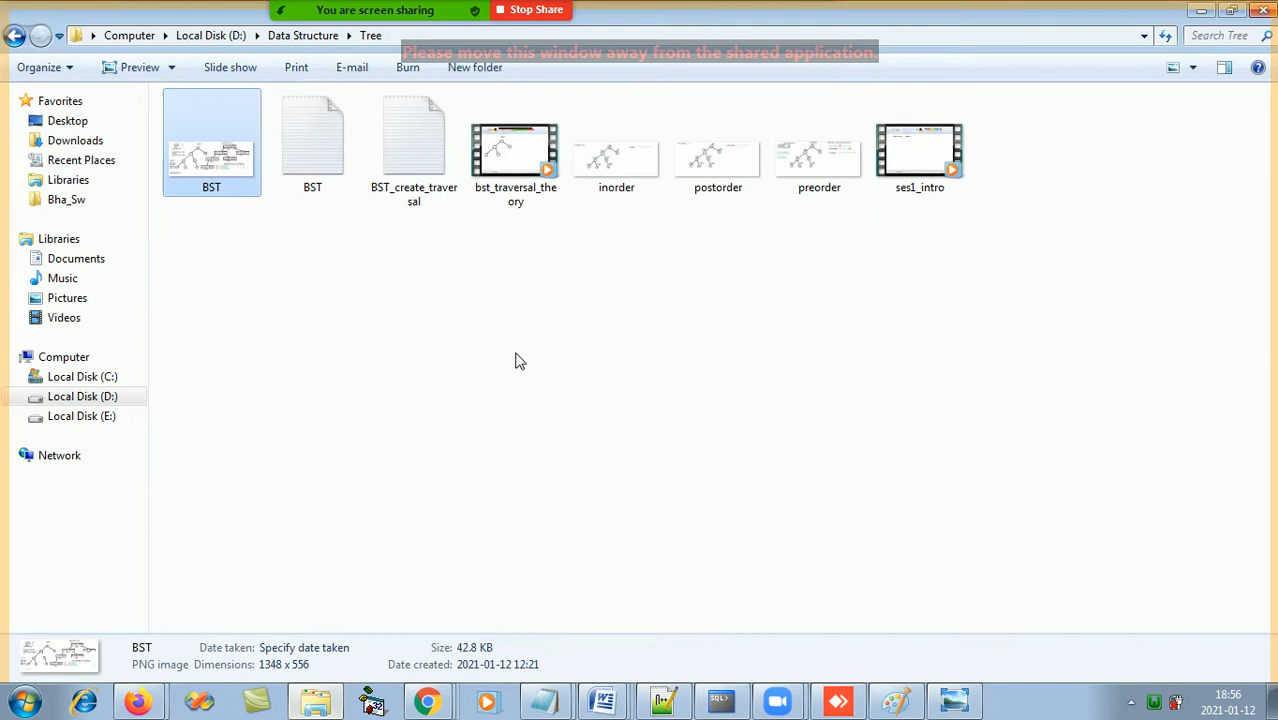 You are screen sharing
Stop Share
Computer
Local Disk (D:)
Data Structure
Tree
Search Tree
Please move this window away from the shared application.
Organize
Preview
Slide show
Print
E-mail
Burn
New folder
Favorites
Desktop
Downloads
Recent Places
Libraries
Bha_Sw
Libraries
Documents
Music
Pictures
Videos
Computer
Local Disk (C:)
Local Disk (D:)
Local Disk (E:)
Network
BST
BST
BST_create_traver
sal
bst_traversal_the
ory
inorder
postorder
preorder
ses1_intro
BST
Date taken: Specify date taken
Size: 42.8 KB
PNG image
Dimensions: 1348 x 556
Date created: 2021-01-12 12:21
SQL>
18:56
2021-01-12